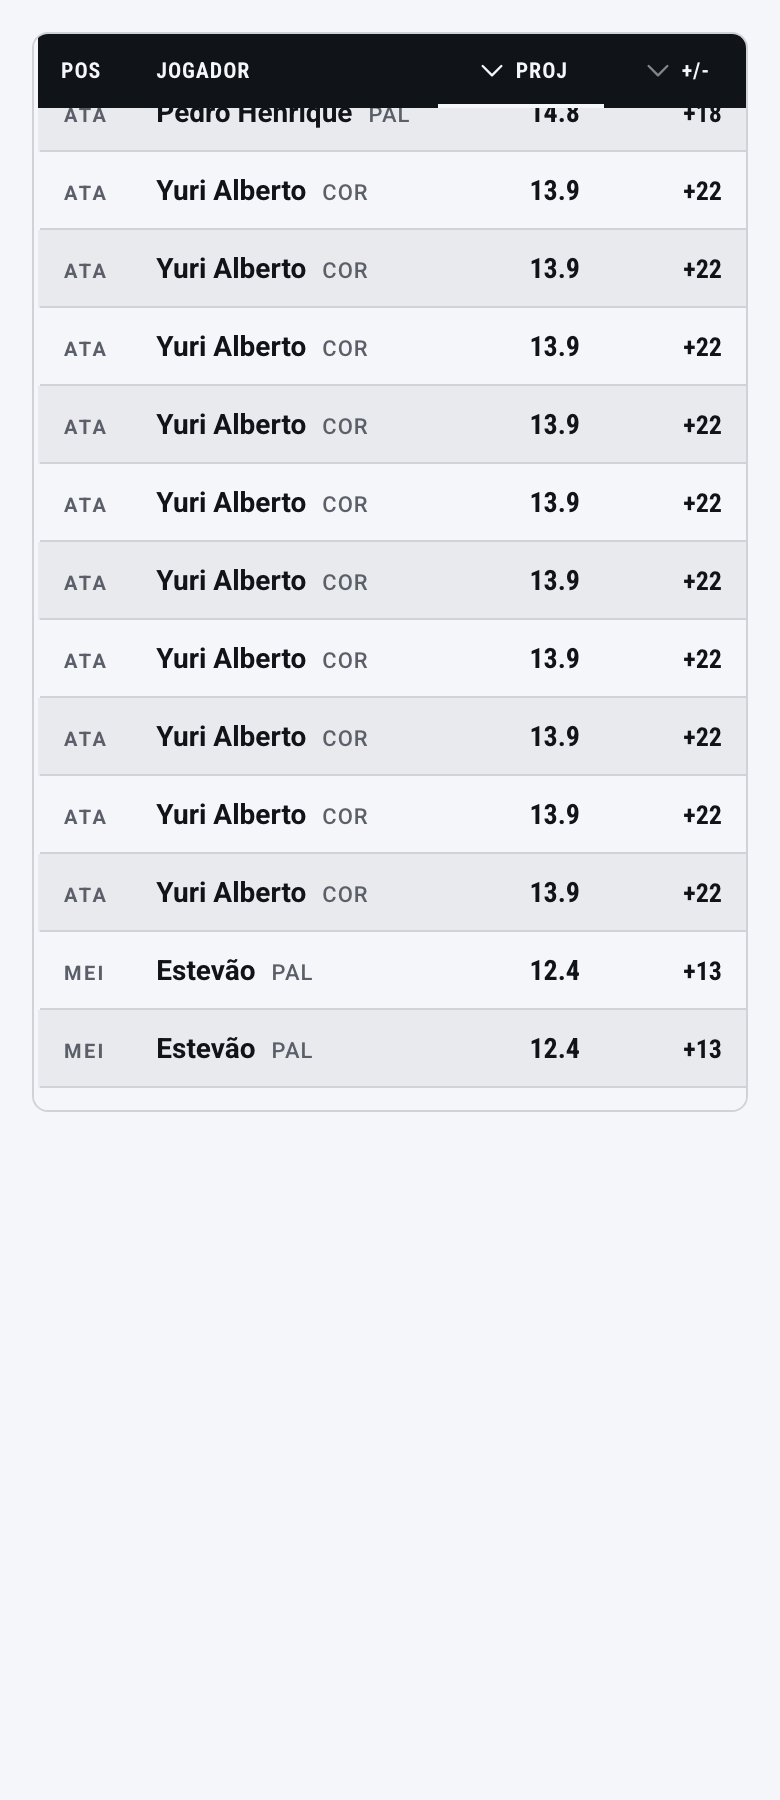 POS JOGADOR PROJ +/-
ATA Pedro Henrique PAL 14.8 +18
ATA Yuri Alberto COR 13.9 +22
ATA Yuri Alberto COR 13.9 +22
ATA Yuri Alberto COR 13.9 +22
ATA Yuri Alberto COR 13.9 +22
ATA Yuri Alberto COR 13.9 +22
ATA Yuri Alberto COR 13.9 +22
ATA Yuri Alberto COR 13.9 +22
ATA Yuri Alberto COR 13.9 +22
ATA Yuri Alberto COR 13.9 +22
ATA Yuri Alberto COR 13.9 +22
MEI Estevão PAL 12.4 +13
MEI Estevão PAL 12.4 +13